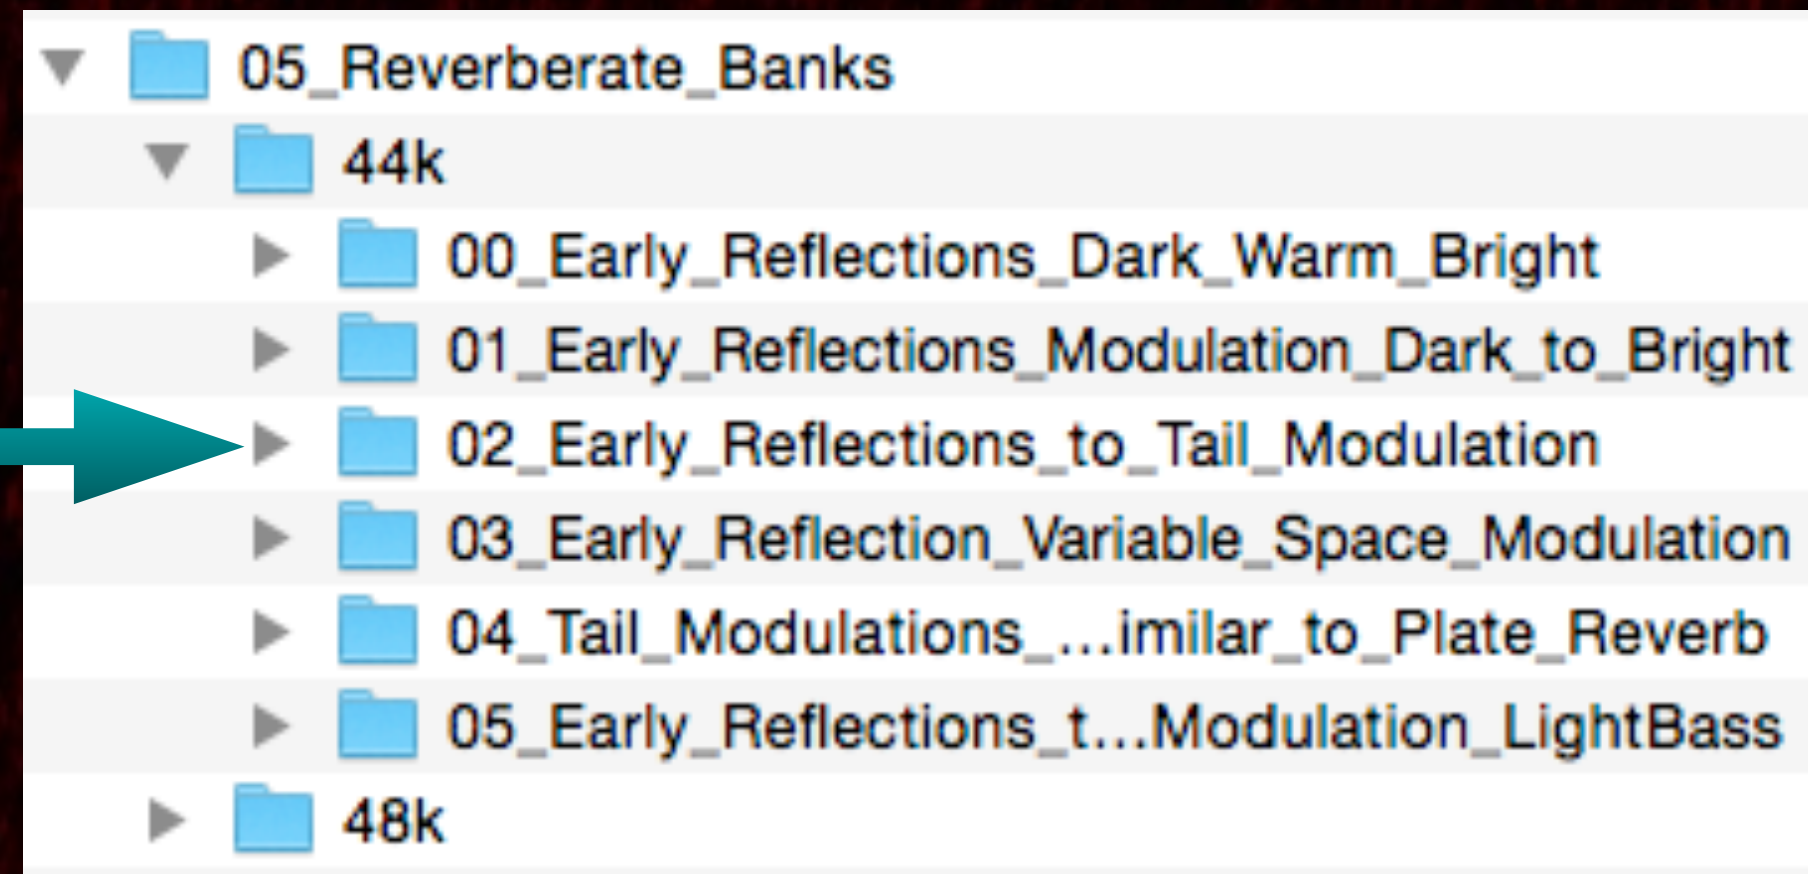 05_Reverberate_Banks
44k
00_Early_Reflections_Dark_Warm_Bright
01_Early_Reflections_Modulation_Dark_to_Bright
02_Early_Reflections_to_Tail_Modulation
03_Early_Reflection_Variable_Space_Modulation
04_Tail_Modulations_...imilar_to_Plate_Reverb
05_Early_Reflections_t...Modulation_LightBass
48k